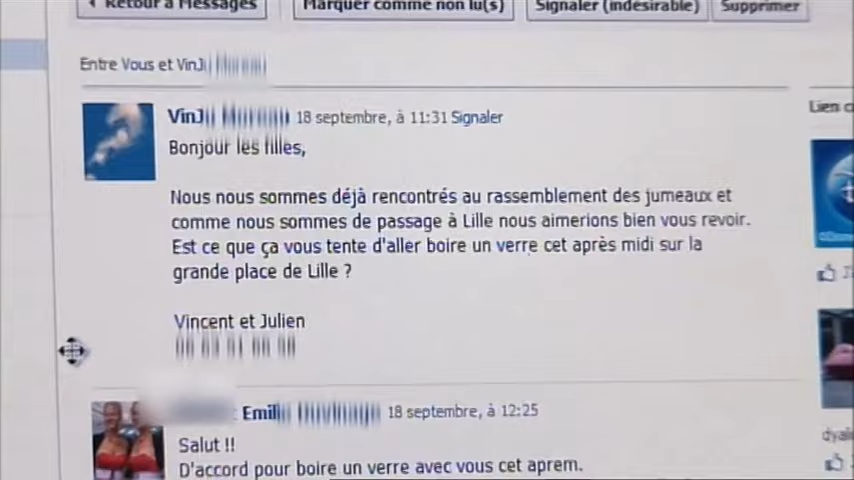 Retour à Messages
Marquer comme non lu(s)
Signaler (indésirable)
Supprimer
Entre Vous et VinJ
VinJ 18 septembre, à 11:31 Signaler
Bonjour les filles,
Nous nous sommes déjà rencontrés au rassemblement des jumeaux et
comme nous sommes de passage à Lille nous aimerions bien vous revoir.
Est ce que ça vous tente d'aller boire un verre cet après midi sur la
grande place de Lille ?
Vincent et Julien
Emil 18 septembre, à 12:25
Salut !!
D'accord pour boire un verre avec vous cet aprem.
Lien